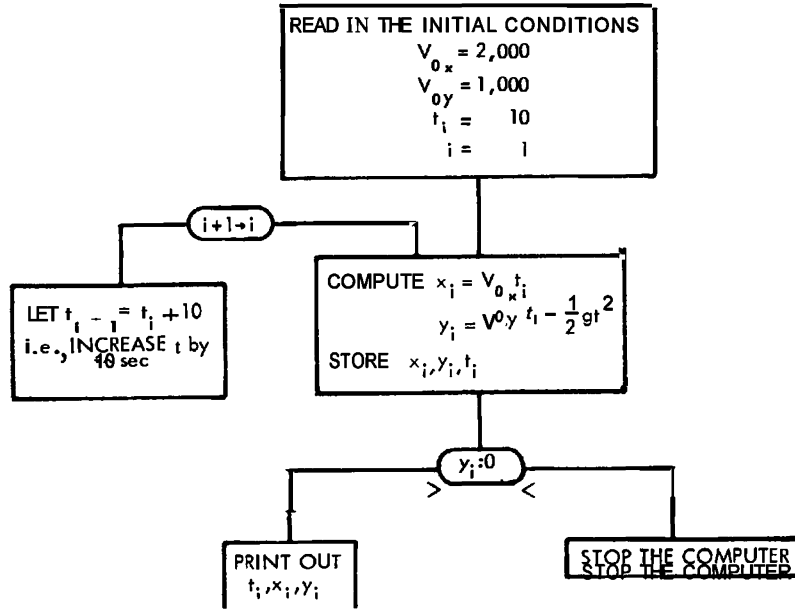 READ IN THE INITIAL CONDITIONS
V0x = 2,000
V0y = 1,000
ti = 10
i = 1
i+1→i
LET ti - 1 = ti +10
i.e., INCREASE t by
10 sec
COMPUTE xi = V0x ti
yi = V0.y ti - 1/2 gt²
STORE xi, yi, ti
yi:0
> <
PRINT OUT
ti, xi, yi
STOP THE COMPUTER
STOP THE COMPUTER